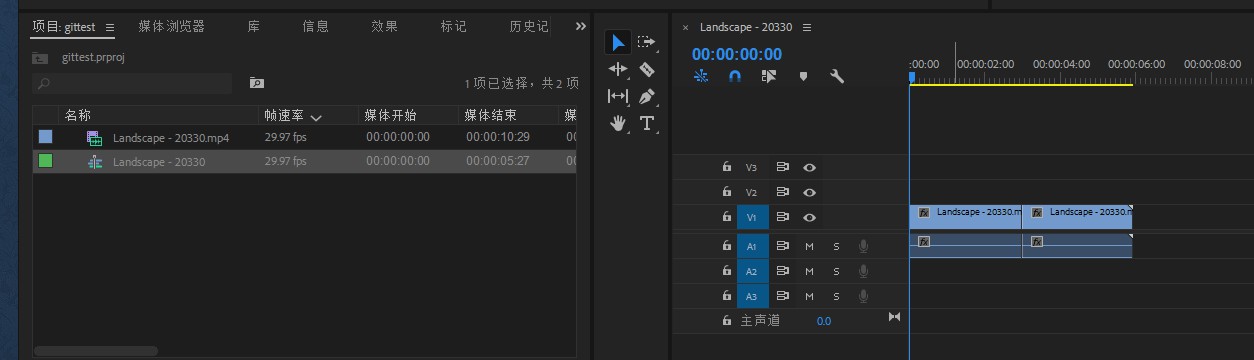 项目: gittest 媒体浏览器 库 信息 效果 标记 历史记
gittest.prproj
1 项已选择，共 2 项
名称 帧速率 媒体开始 媒体结束
Landscape - 20330.mp4 29.97 fps 00:00:00:00 00:00:10:29
Landscape - 20330 29.97 fps 00:00:00:00 00:00:05:27
× Landscape - 20330
00:00:00:00
:00:00 00:00:02:00 00:00:04:00 00:00:06:00 00:00:08:00
V3
V2
V1 fx Landscape - 20330.m fx Landscape - 20330.m
A1 M S fx fx
A2 M S
A3 M S
主声道 0.0